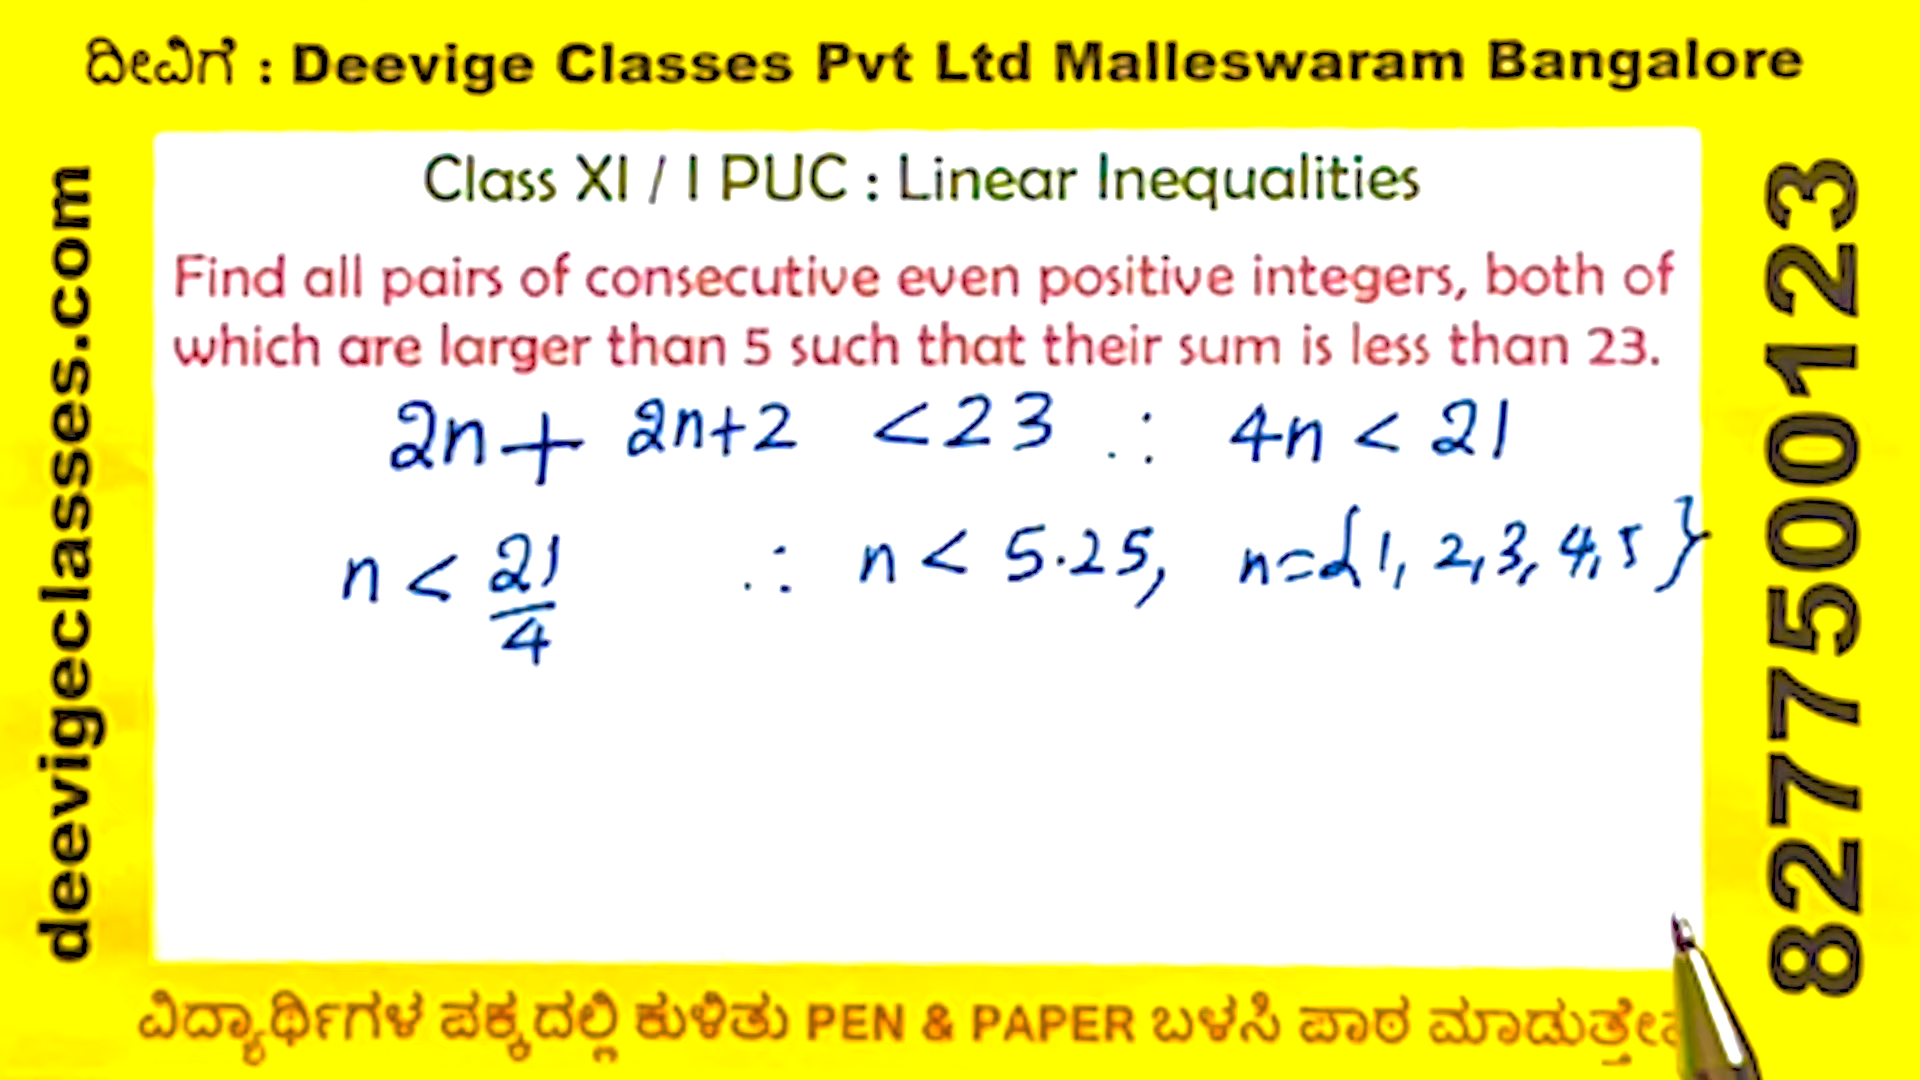 ದೀವಿಗೆ : Deevige Classes Pvt Ltd Malleswaram Bangalore
deevigeclasses.com
Class XI / I PUC : Linear Inequalities
Find all pairs of consecutive even positive integers, both of
which are larger than 5 such that their sum is less than 23.
2n + 2n+2 < 23 ∴ 4n < 21
n < 21/4 ∴ n < 5.25, n={1, 2,3, 4,5}
8277500123
ವಿದ್ಯಾರ್ಥಿಗಳ ಪಕ್ಕದಲ್ಲಿ ಕುಳಿತು PEN & PAPER ಬಳಸಿ ಪಾಠ